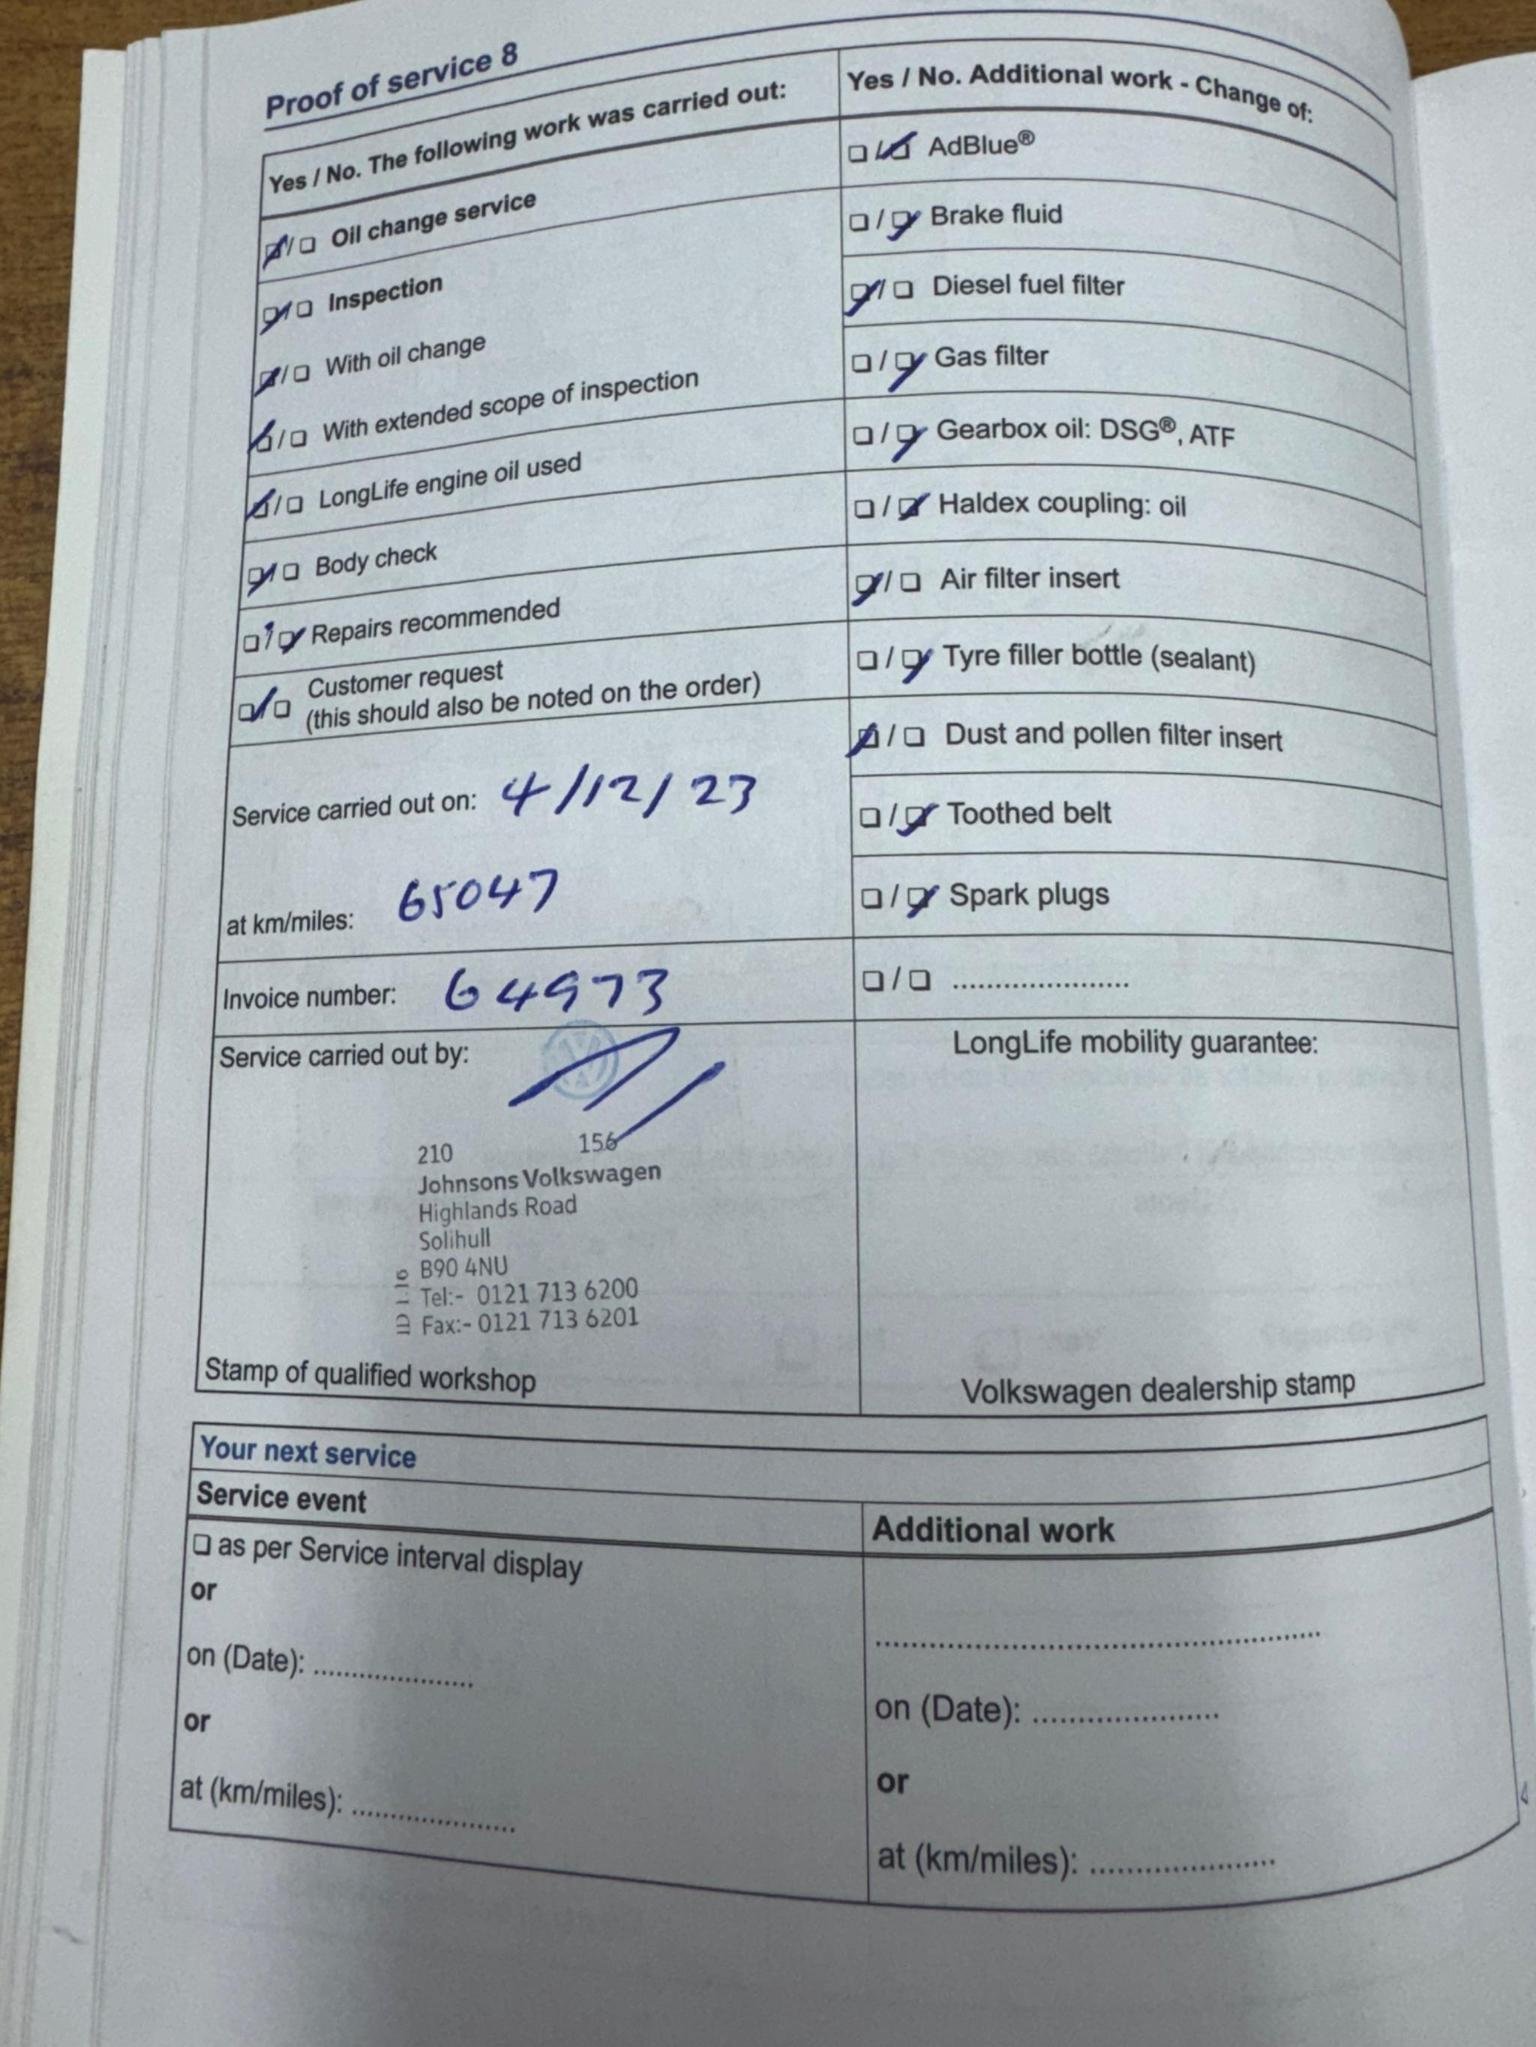 Proof of service 8
Yes / No. The following work was carried out:
Oil change service
Inspection
With oil change
With extended scope of inspection
LongLife engine oil used
Body check
Repairs recommended
Customer request
(this should also be noted on the order)
Service carried out on: 4/12/23
at km/miles: 65047
Invoice number: 64973
Service carried out by:
210 156
Johnsons Volkswagen
Highlands Road
Solihull
B90 4NU
Tel:- 0121 713 6200
Fax:- 0121 713 6201
Stamp of qualified workshop
Yes / No. Additional work - Change of:
AdBlue®
Brake fluid
Diesel fuel filter
Gas filter
Gearbox oil: DSG®, ATF
Haldex coupling: oil
Air filter insert
Tyre filler bottle (sealant)
Dust and pollen filter insert
Toothed belt
Spark plugs
LongLife mobility guarantee:
Volkswagen dealership stamp
Your next service
Service event
as per Service interval display
or
on (Date): ......................
or
at (km/miles): ......................
Additional work
on (Date): ......................
or
at (km/miles): ......................